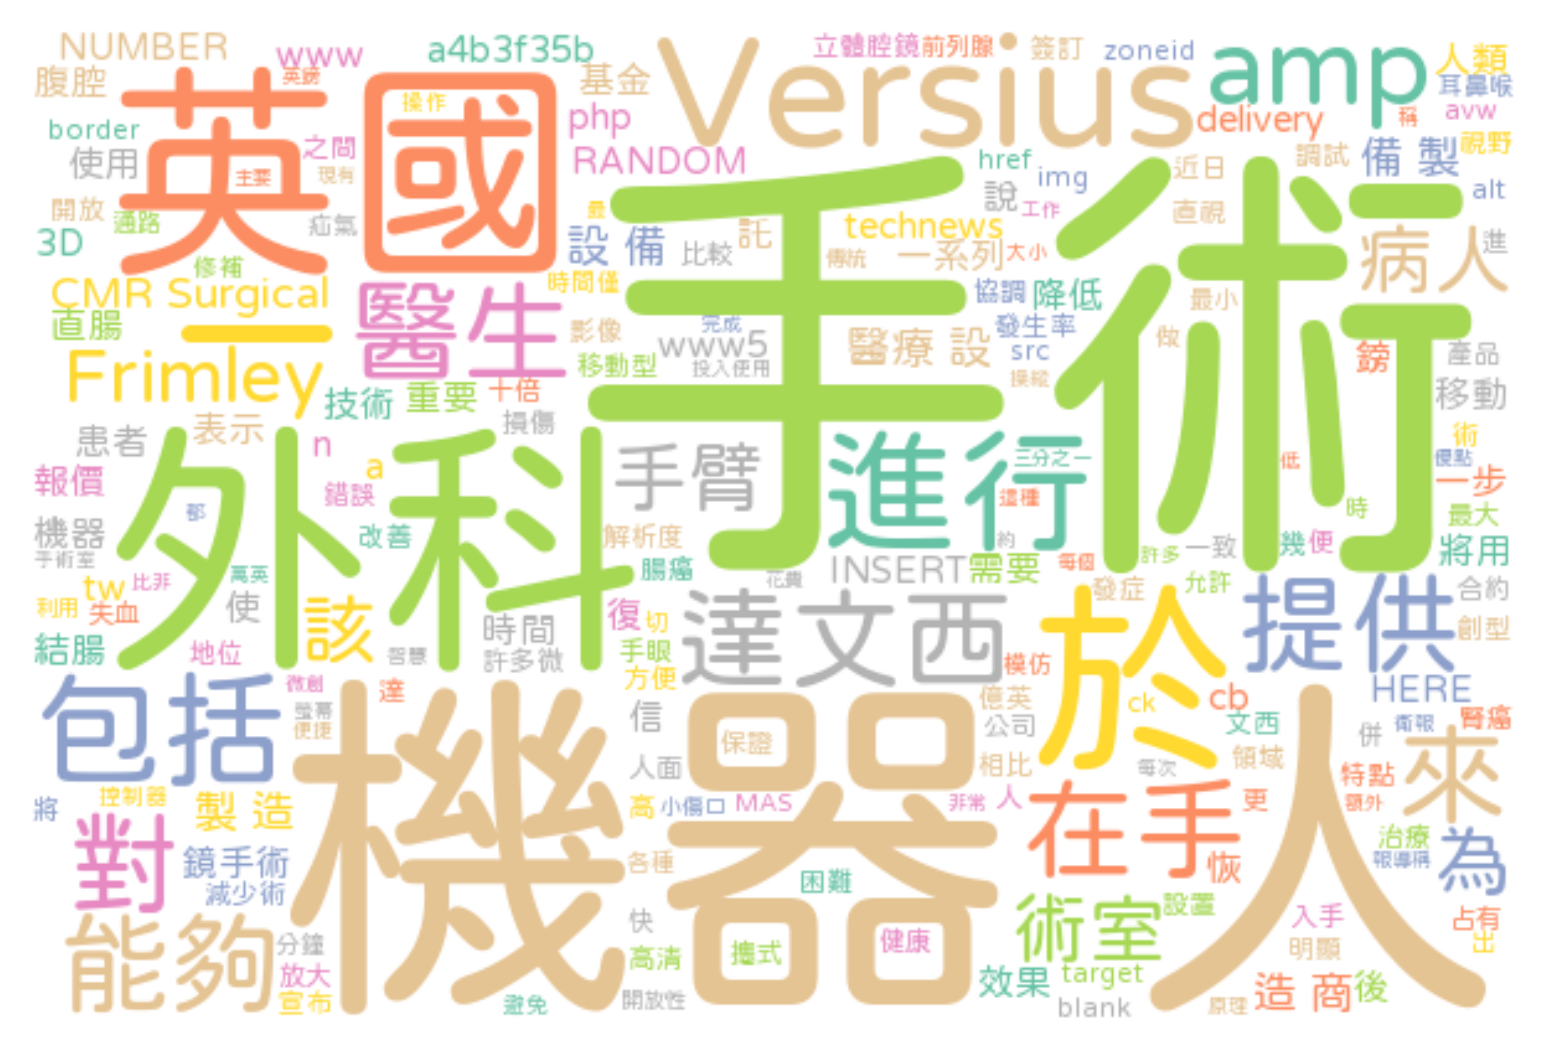 NUMBER www a4b3f35b 立體腔鏡 前列腺 簽訂 zoneid amp 人類
腹腔 英鎊 基金 Versius 耳鼻喉
英國 操作 php delivery 稱 avw
border 之間 RANDOM href 調試 備 製 視野
使用 主要 現有 img 近日 alt
開放 通路 疝氣 最 說 工作 直視
3D 設 備 比較 託 technews 手術 病人 進
修補 時間僅 傳統 一系列 大小
CMR Surgical 醫生 協調 降低 最小
直腸 一 影像 完成 醫療 設 發生率 做
Frimley 移動型 www5 投入使用 src 操縱 鎊 產品
技術 重要 十倍 移動
患者 表示 n 損傷 手臂 進行 三分之一 低 術 優點
報價 外科 a 錯誤 這種 一步
機器 郤 改善 解析度 約 時 最大
手術室 腸癌 花費 INSERT 需要 每個 許多 一致 幾 便 將用
tw 比非 萬英 發症 允許 合約
利用 失血 使 該 時間 復 切 達文西 於 提供 創型
結腸 地位 智慧 許多微 手眼 模仿
包括 微創 達 方便 億英 ck cb HERE
螢幕 便捷 機器人 信 保證 公司 文西 併 衛報 腎癌
人面 相比 每次 領域 特點 來
將 控制器 製 造 高 小傷口 MAS 非常 人 在手 更 額外
對 鏡手術 各種 恢 治療 報導稱 為
減少術 困難
能夠 快 術室 設置 入手 占有
分鐘 高清 擕式 健康 明顯 出
放大 效果 target
宣布 避免 開放性 blank 原理 造 商 後